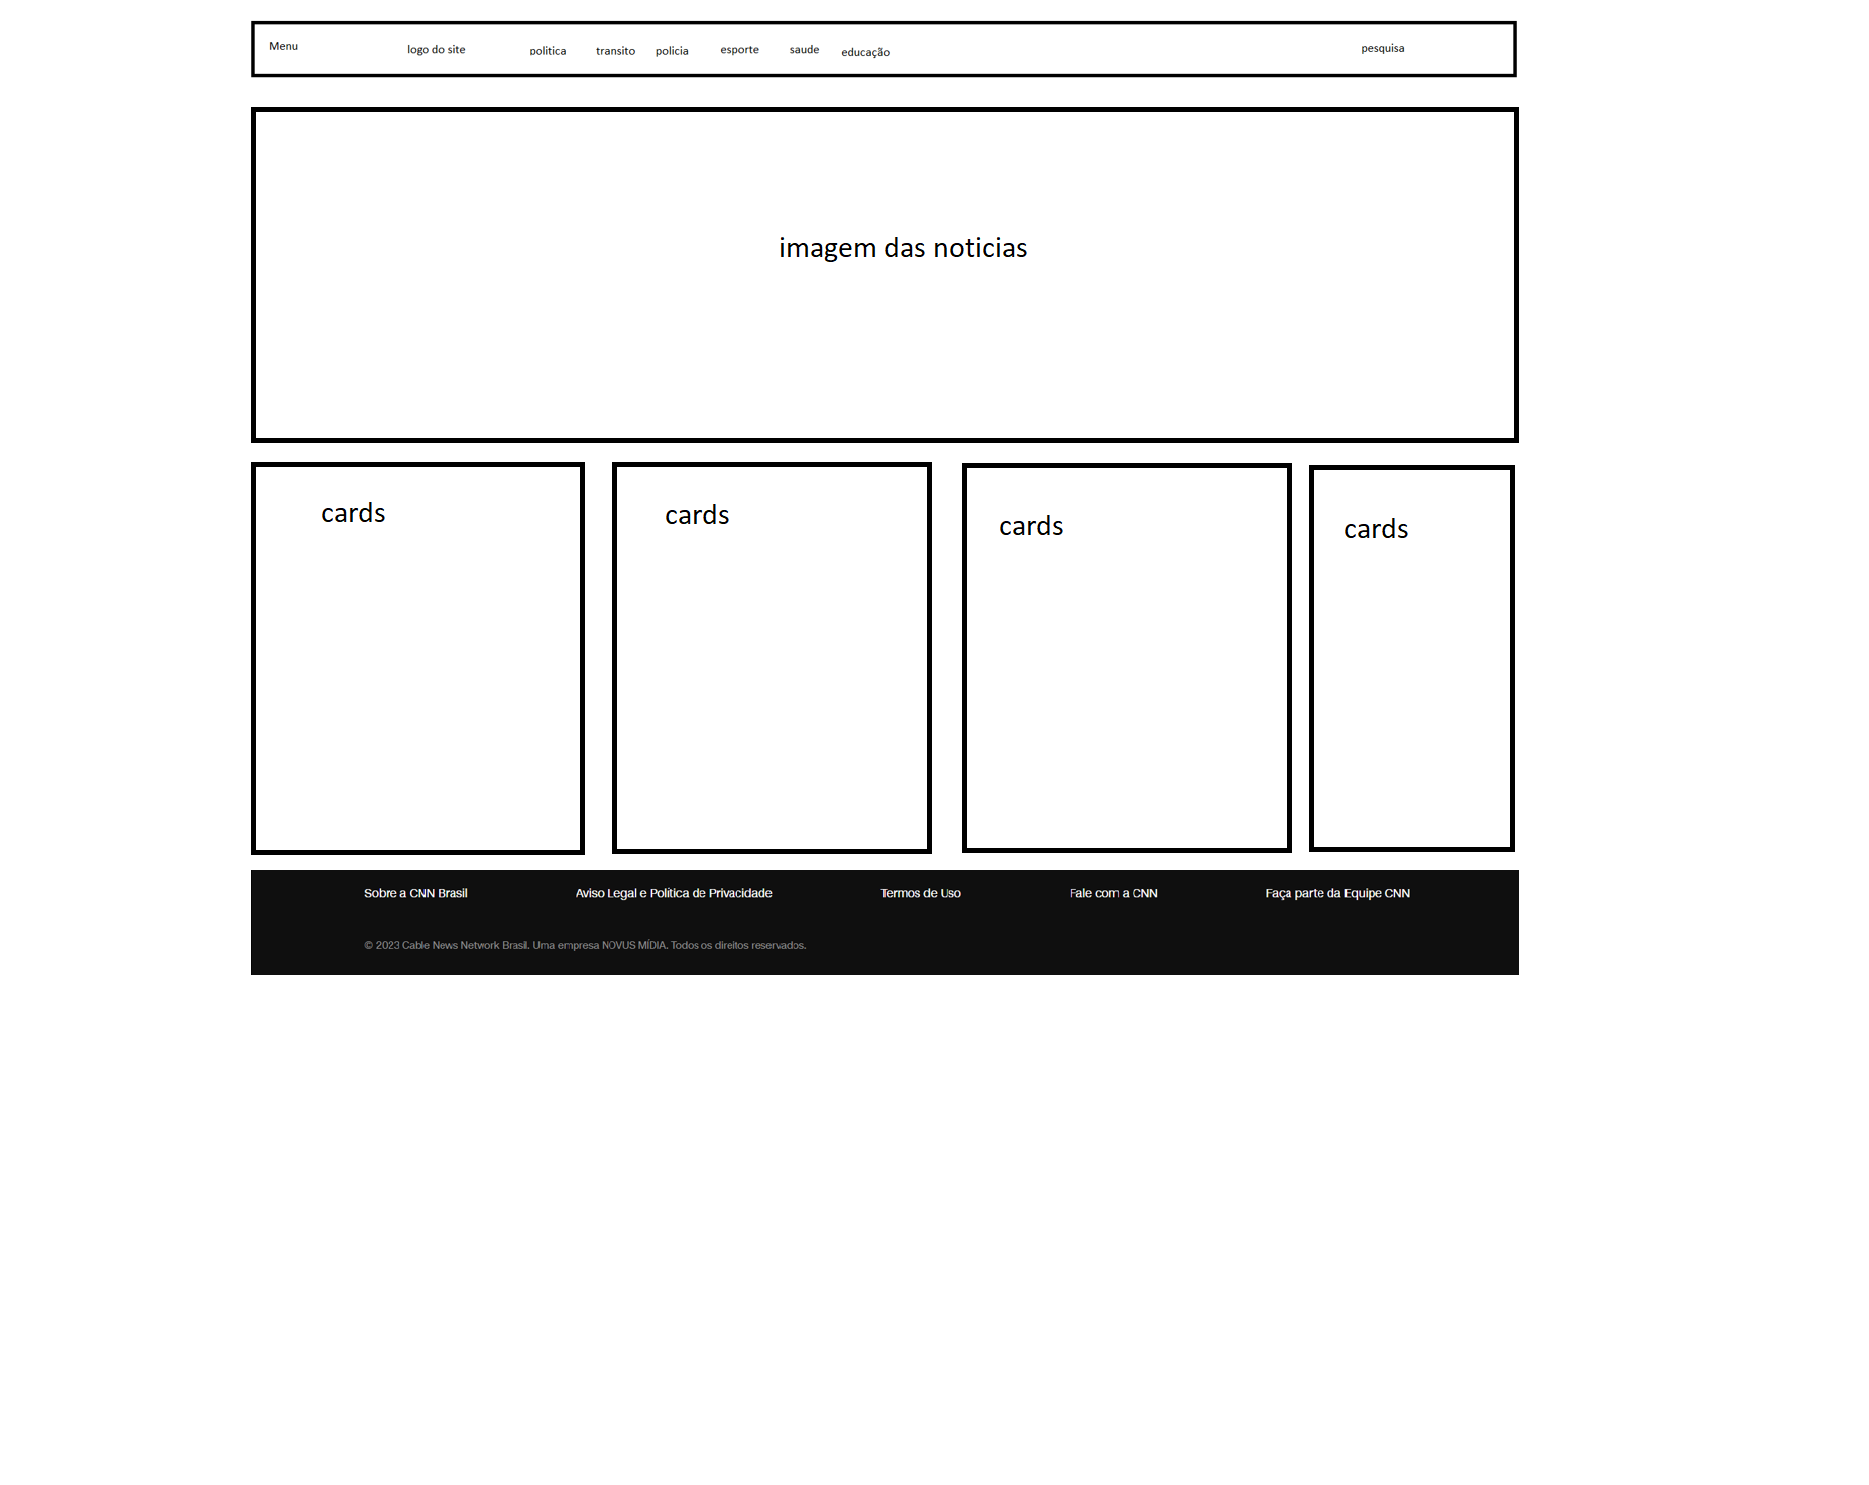 Menu logo do site politica transito policia esporte saude educação pesquisa
imagem das noticias
cards cards cards cards
Sobre a CNN Brasil Aviso Legal e Política de Privacidade Termos de Uso Fale com a CNN Faça parte da Equipe CNN
© 2023 Cable News Network Brasil. Uma empresa NOVUS MÍDIA. Todos os direitos reservados.